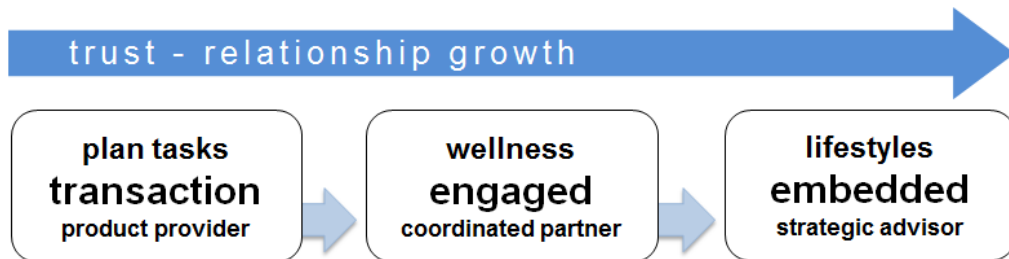 trust - relationship growth
plan tasks
transaction
product provider
wellness
engaged
coordinated partner
lifestyles
embedded
strategic advisor